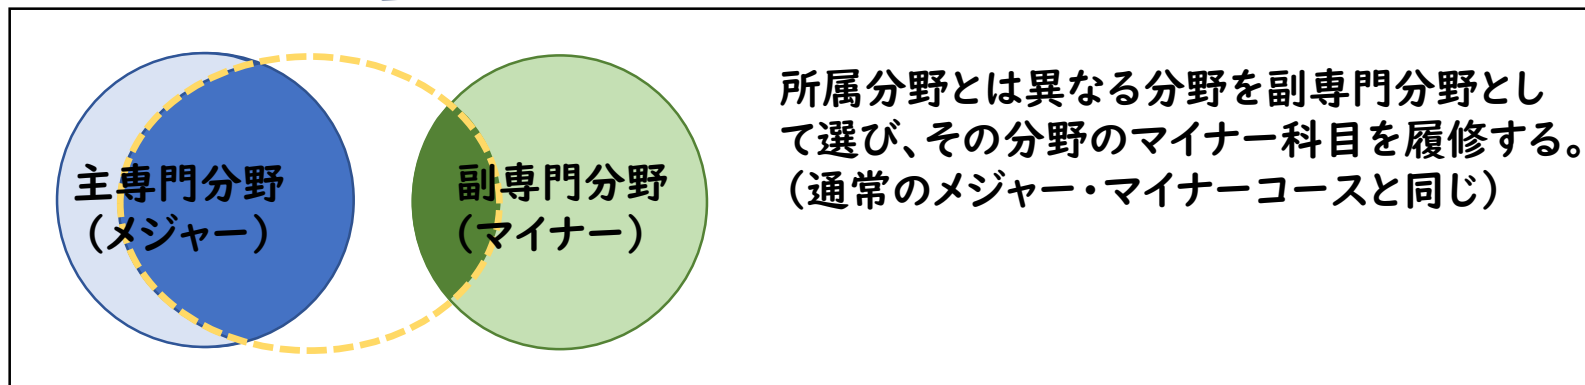 主専門分野
（メジャー）
副専門分野
（マイナー）
所属分野とは異なる分野を副専門分野とし
て選び、その分野のマイナー科目を履修する。
（通常のメジャー・マイナーコースと同じ）